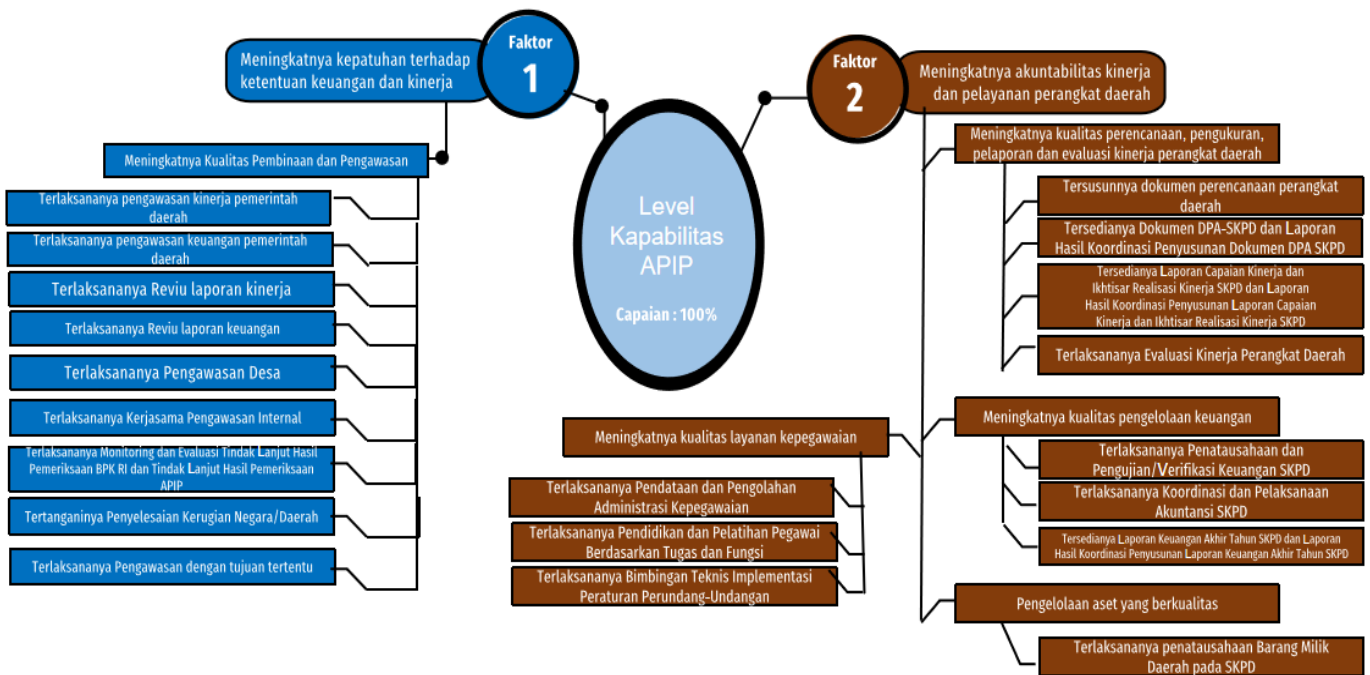 Faktor
1
Meningkatnya kepatuhan terhadap
ketentuan keuangan dan kinerja
Meningkatnya Kualitas Pembinaan dan Pengawasan
Terlaksananya pengawasan kinerja pemerintah
daerah
Terlaksananya pengawasan keuangan pemerintah
daerah
Terlaksananya Reviu laporan kinerja
Terlaksananya Reviu laporan keuangan
Terlaksananya Pengawasan Desa
Terlaksananya Kerjasama Pengawasan Internal
Terlaksananya Monitoring dan Evaluasi Tindak Lanjut Hasil
Pemeriksaan BPK RI dan Tindak Lanjut Hasil Pemeriksaan
APIP
Tertanganinya Penyelesaian Kerugian Negara/Daerah
Terlaksananya Pengawasan dengan tujuan tertentu
Level
Kapabilitas
APIP
Capaian : 100%
Faktor
2
Meningkatnya akuntabilitas kinerja
dan pelayanan perangkat daerah
Meningkatnya kualitas perencanaan, pengukuran,
pelaporan dan evaluasi kinerja perangkat daerah
Tersusunnya dokumen perencanaan perangkat
daerah
Tersedianya Dokumen DPA-SKPD dan Laporan
Hasil Koordinasi Penyusunan Dokumen DPA SKPD
Tersedianya Laporan Capaian Kinerja dan
Ikhtisar Realisasi Kinerja SKPD dan Laporan
Hasil Koordinasi Penyusunan Laporan Capaian
Kinerja dan Ikhtisar Realisasi Kinerja SKPD
Terlaksananya Evaluasi Kinerja Perangkat Daerah
Meningkatnya kualitas pengelolaan keuangan
Terlaksananya Penatausahaan dan
Pengujian/Verifikasi Keuangan SKPD
Terlaksananya Koordinasi dan Pelaksanaan
Akuntansi SKPD
Tersedianya Laporan Keuangan Akhir Tahun SKPD dan Laporan
Hasil Koordinasi Penyusunan Laporan Keuangan Akhir Tahun SKPD
Pengelolaan aset yang berkualitas
Terlaksananya penatausahaan Barang Milik
Daerah pada SKPD
Meningkatnya kualitas layanan kepegawaian
Terlaksananya Pendataan dan Pengolahan
Administrasi Kepegawaian
Terlaksananya Pendidikan dan Pelatihan Pegawai
Berdasarkan Tugas dan Fungsi
Terlaksananya Bimbingan Teknis Implementasi
Peraturan Perundang-Undangan